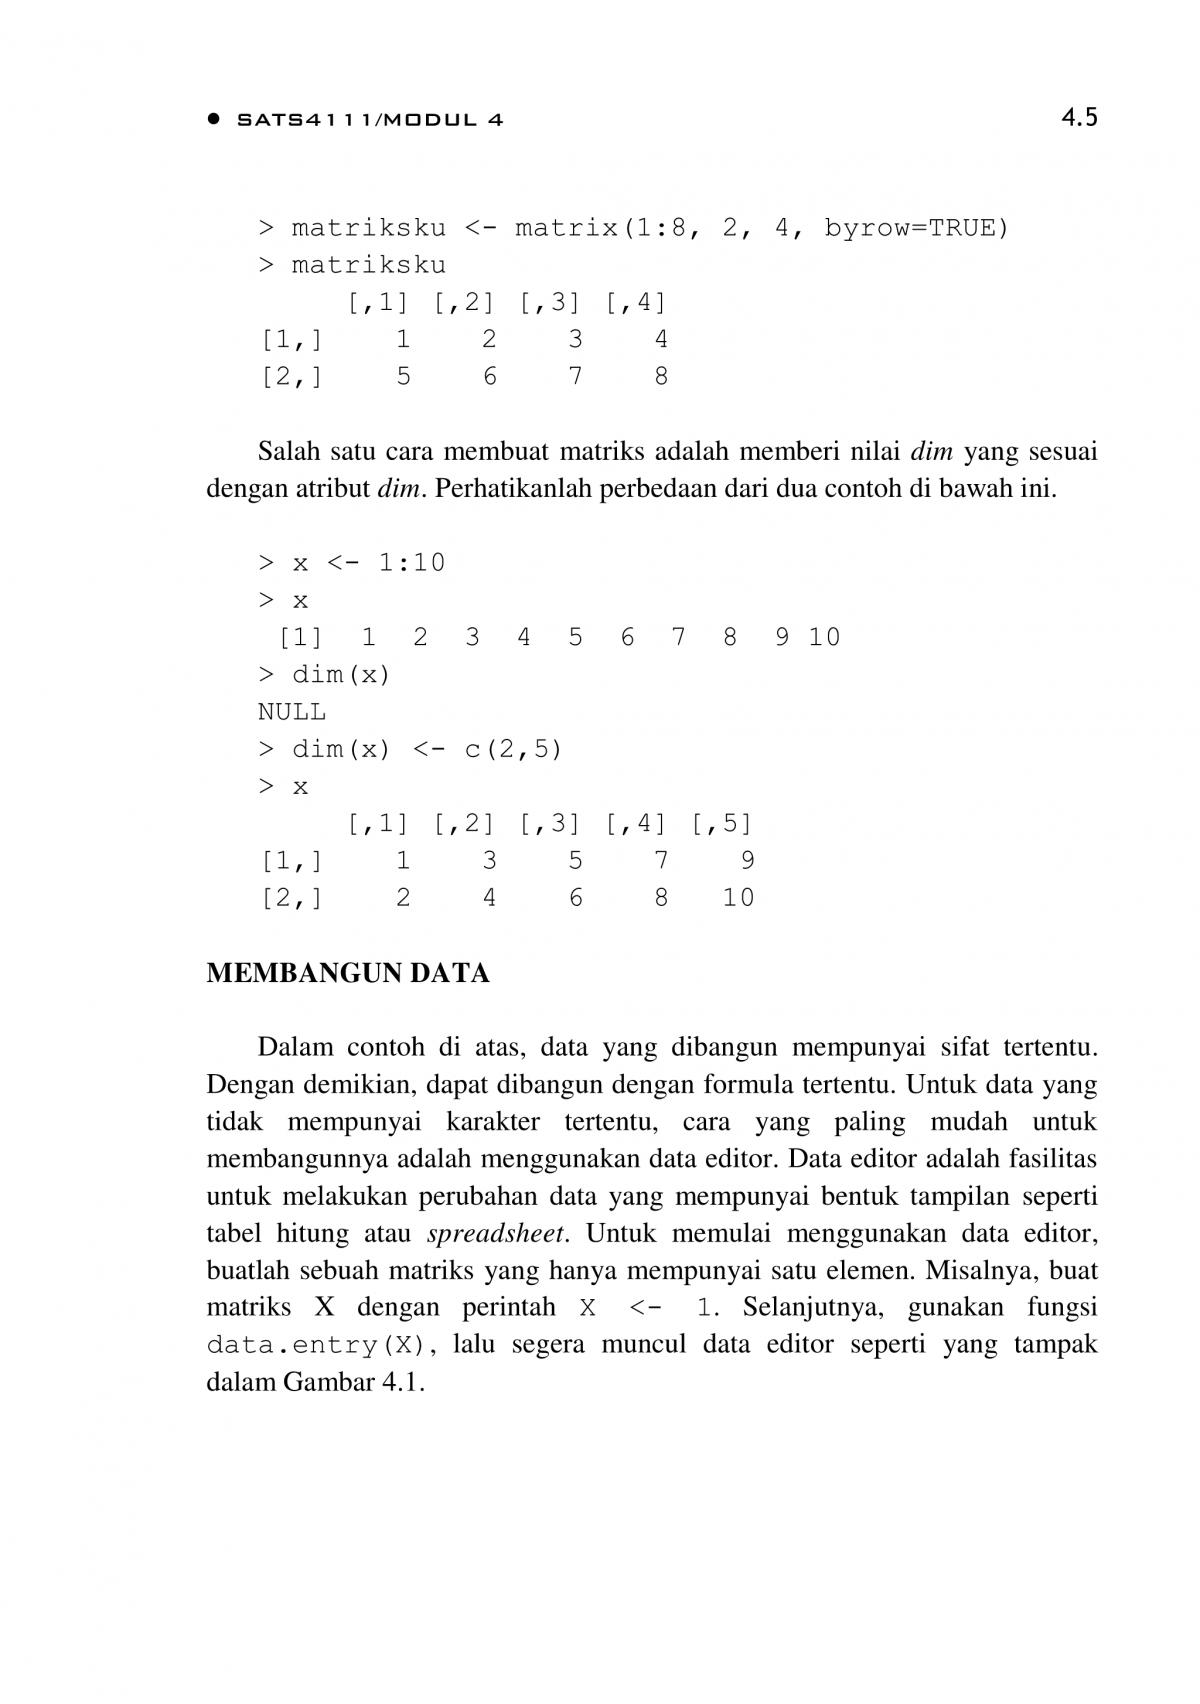 ● SATS4111/MODUL 4 4.5
> matriksku <- matrix(1:8, 2, 4, byrow=TRUE)
> matriksku
[,1] [,2] [,3] [,4]
[1,] 1 2 3 4
[2,] 5 6 7 8
Salah satu cara membuat matriks adalah memberi nilai dim yang sesuai
dengan atribut dim. Perhatikanlah perbedaan dari dua contoh di bawah ini.
> x <- 1:10
> x
[1] 1 2 3 4 5 6 7 8 9 10
> dim(x)
NULL
> dim(x) <- c(2,5)
> x
[,1] [,2] [,3] [,4] [,5]
[1,] 1 3 5 7 9
[2,] 2 4 6 8 10
MEMBANGUN DATA
Dalam contoh di atas, data yang dibangun mempunyai sifat tertentu.
Dengan demikian, dapat dibangun dengan formula tertentu. Untuk data yang
tidak mempunyai karakter tertentu, cara yang paling mudah untuk
membangunnya adalah menggunakan data editor. Data editor adalah fasilitas
untuk melakukan perubahan data yang mempunyai bentuk tampilan seperti
tabel hitung atau spreadsheet. Untuk memulai menggunakan data editor,
buatlah sebuah matriks yang hanya mempunyai satu elemen. Misalnya, buat
matriks X dengan perintah X <- 1. Selanjutnya, gunakan fungsi
data.entry(X), lalu segera muncul data editor seperti yang tampak
dalam Gambar 4.1.